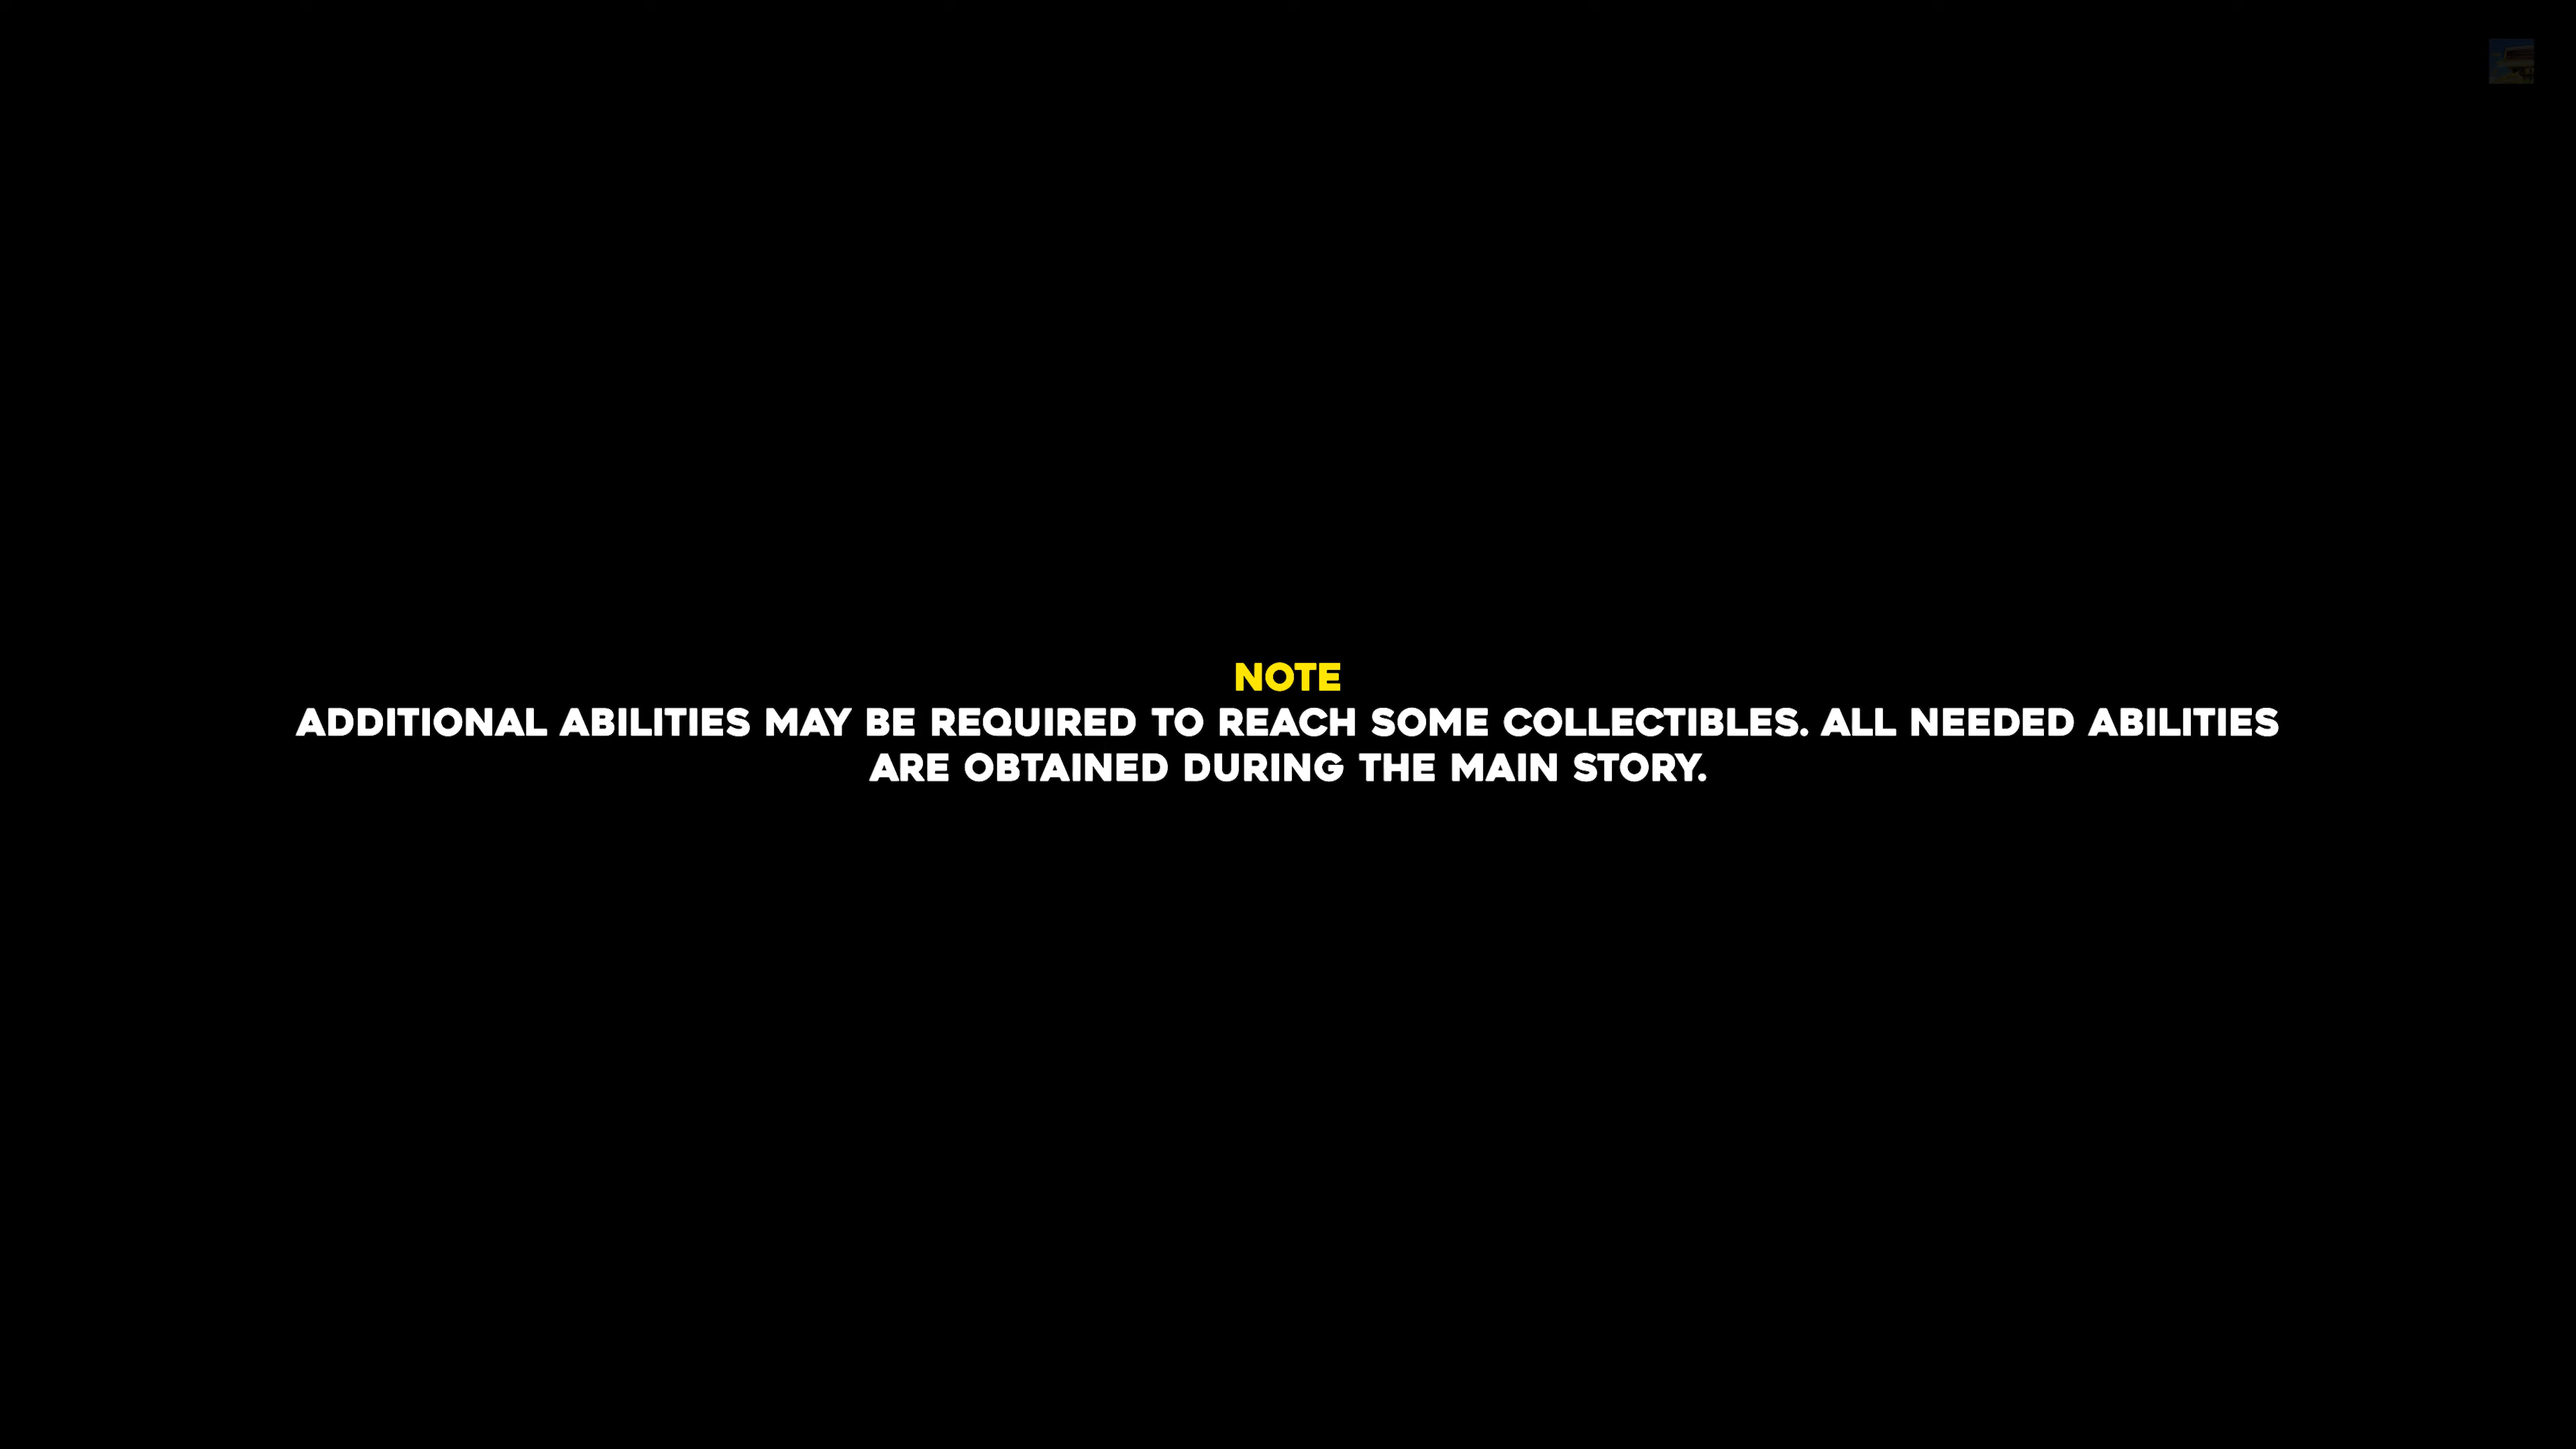 NOTE
ADDITIONAL ABILITIES MAY BE REQUIRED TO REACH SOME COLLECTIBLES. ALL NEEDED ABILITIES
ARE OBTAINED DURING THE MAIN STORY.